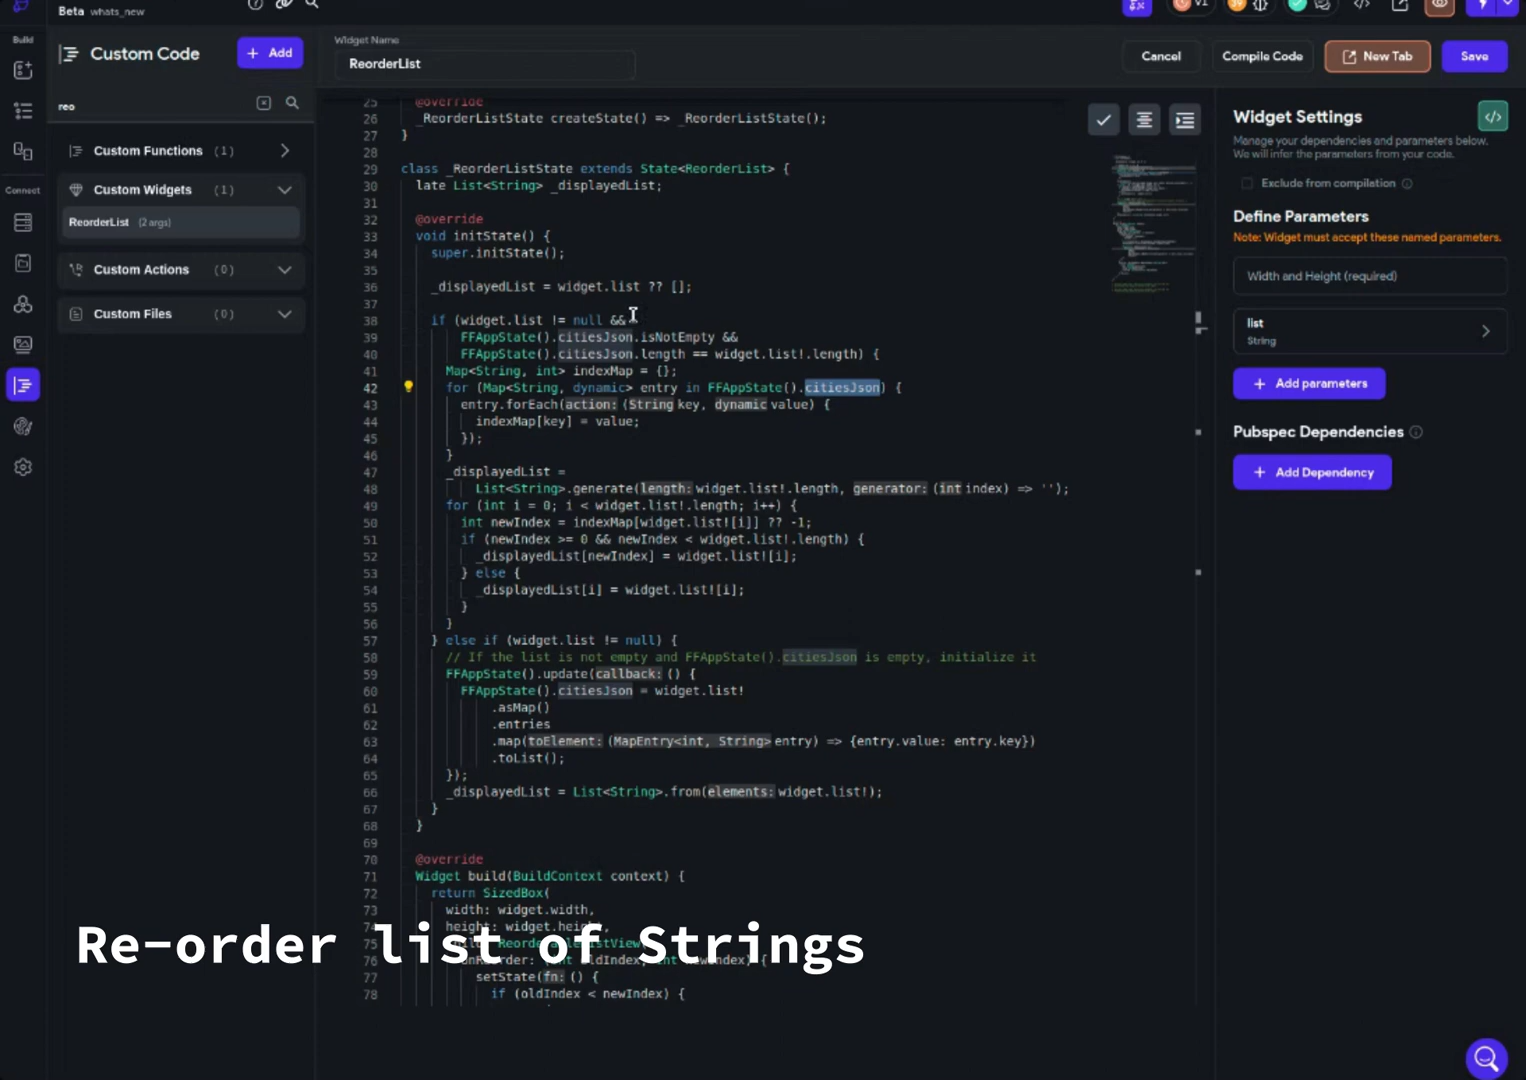 Beta whats_new
V1
39
Build
Custom Code
+ Add
reo
Custom Functions (1)
Custom Widgets (1)
ReorderList (2 args)
Custom Actions (0)
Custom Files (0)
Connect
Widget Name
ReorderList
Cancel
Compile Code
New Tab
Save
25 @override
26 _ReorderListState createState() => _ReorderListState();
27 }
28
29 class _ReorderListState extends State<ReorderList> {
30 late List<String> _displayedList;
31
32 @override
33 void initState() {
34 super.initState();
35
36 _displayedList = widget.list ?? [];
37
38 if (widget.list != null &&
39 FFAppState().citiesJson.isNotEmpty &&
40 FFAppState().citiesJson.length == widget.list!.length) {
41 Map<String, int> indexMap = {};
42 for (Map<String, dynamic> entry in FFAppState().citiesJson) {
43 entry.forEach(action: (String key, dynamic value) {
44 indexMap[key] = value;
45 });
46 }
47 _displayedList =
48 List<String>.generate(length: widget.list!.length, generator: (int index) => '');
49 for (int i = 0; i < widget.list!.length; i++) {
50 int newIndex = indexMap[widget.list![i]] ?? -1;
51 if (newIndex >= 0 && newIndex < widget.list!.length) {
52 _displayedList[newIndex] = widget.list![i];
53 } else {
54 _displayedList[i] = widget.list![i];
55 }
56 }
57 } else if (widget.list != null) {
58 // If the list is not empty and FFAppState().citiesJson is empty, initialize it
59 FFAppState().update(callback: () {
60 FFAppState().citiesJson = widget.list!
61 .asMap()
62 .entries
63 .map(toElement: (MapEntry<int, String> entry) => {entry.value: entry.key})
64 .toList();
65 });
66 _displayedList = List<String>.from(elements: widget.list!);
67 }
68 }
69
70 @override
71 Widget build(BuildContext context) {
72 return SizedBox(
73 width: widget.width,
74 height: widget.height,
75
76
77 setState(fn: () {
78 if (oldIndex < newIndex) {
Re-order list of Strings
Widget Settings
Manage your dependencies and parameters below.
We will infer the parameters from your code.
Exclude from compilation
Define Parameters
Note: Widget must accept these named parameters.
Width and Height (required)
list
String
+ Add parameters
Pubspec Dependencies
+ Add Dependency